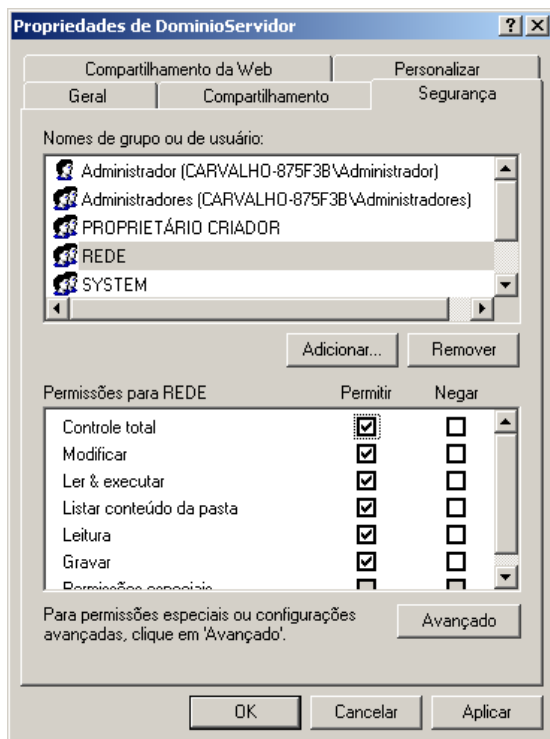 Propriedades de DominioServidor
Compartilhamento da Web Personalizar
Geral Compartilhamento Segurança
Nomes de grupo ou de usuário:
Administrador (CARVALHO-875F3B\Administrador)
Administradores (CARVALHO-875F3B\Administradores)
PROPRIETÁRIO CRIADOR
REDE
SYSTEM
Adicionar... Remover
Permissões para REDE Permitir Negar
Controle total
Modificar
Ler & executar
Listar conteúdo da pasta
Leitura
Gravar
Permissões especiais
Para permissões especiais ou configurações
avançadas, clique em 'Avançado'.
Avançado
OK Cancelar Aplicar